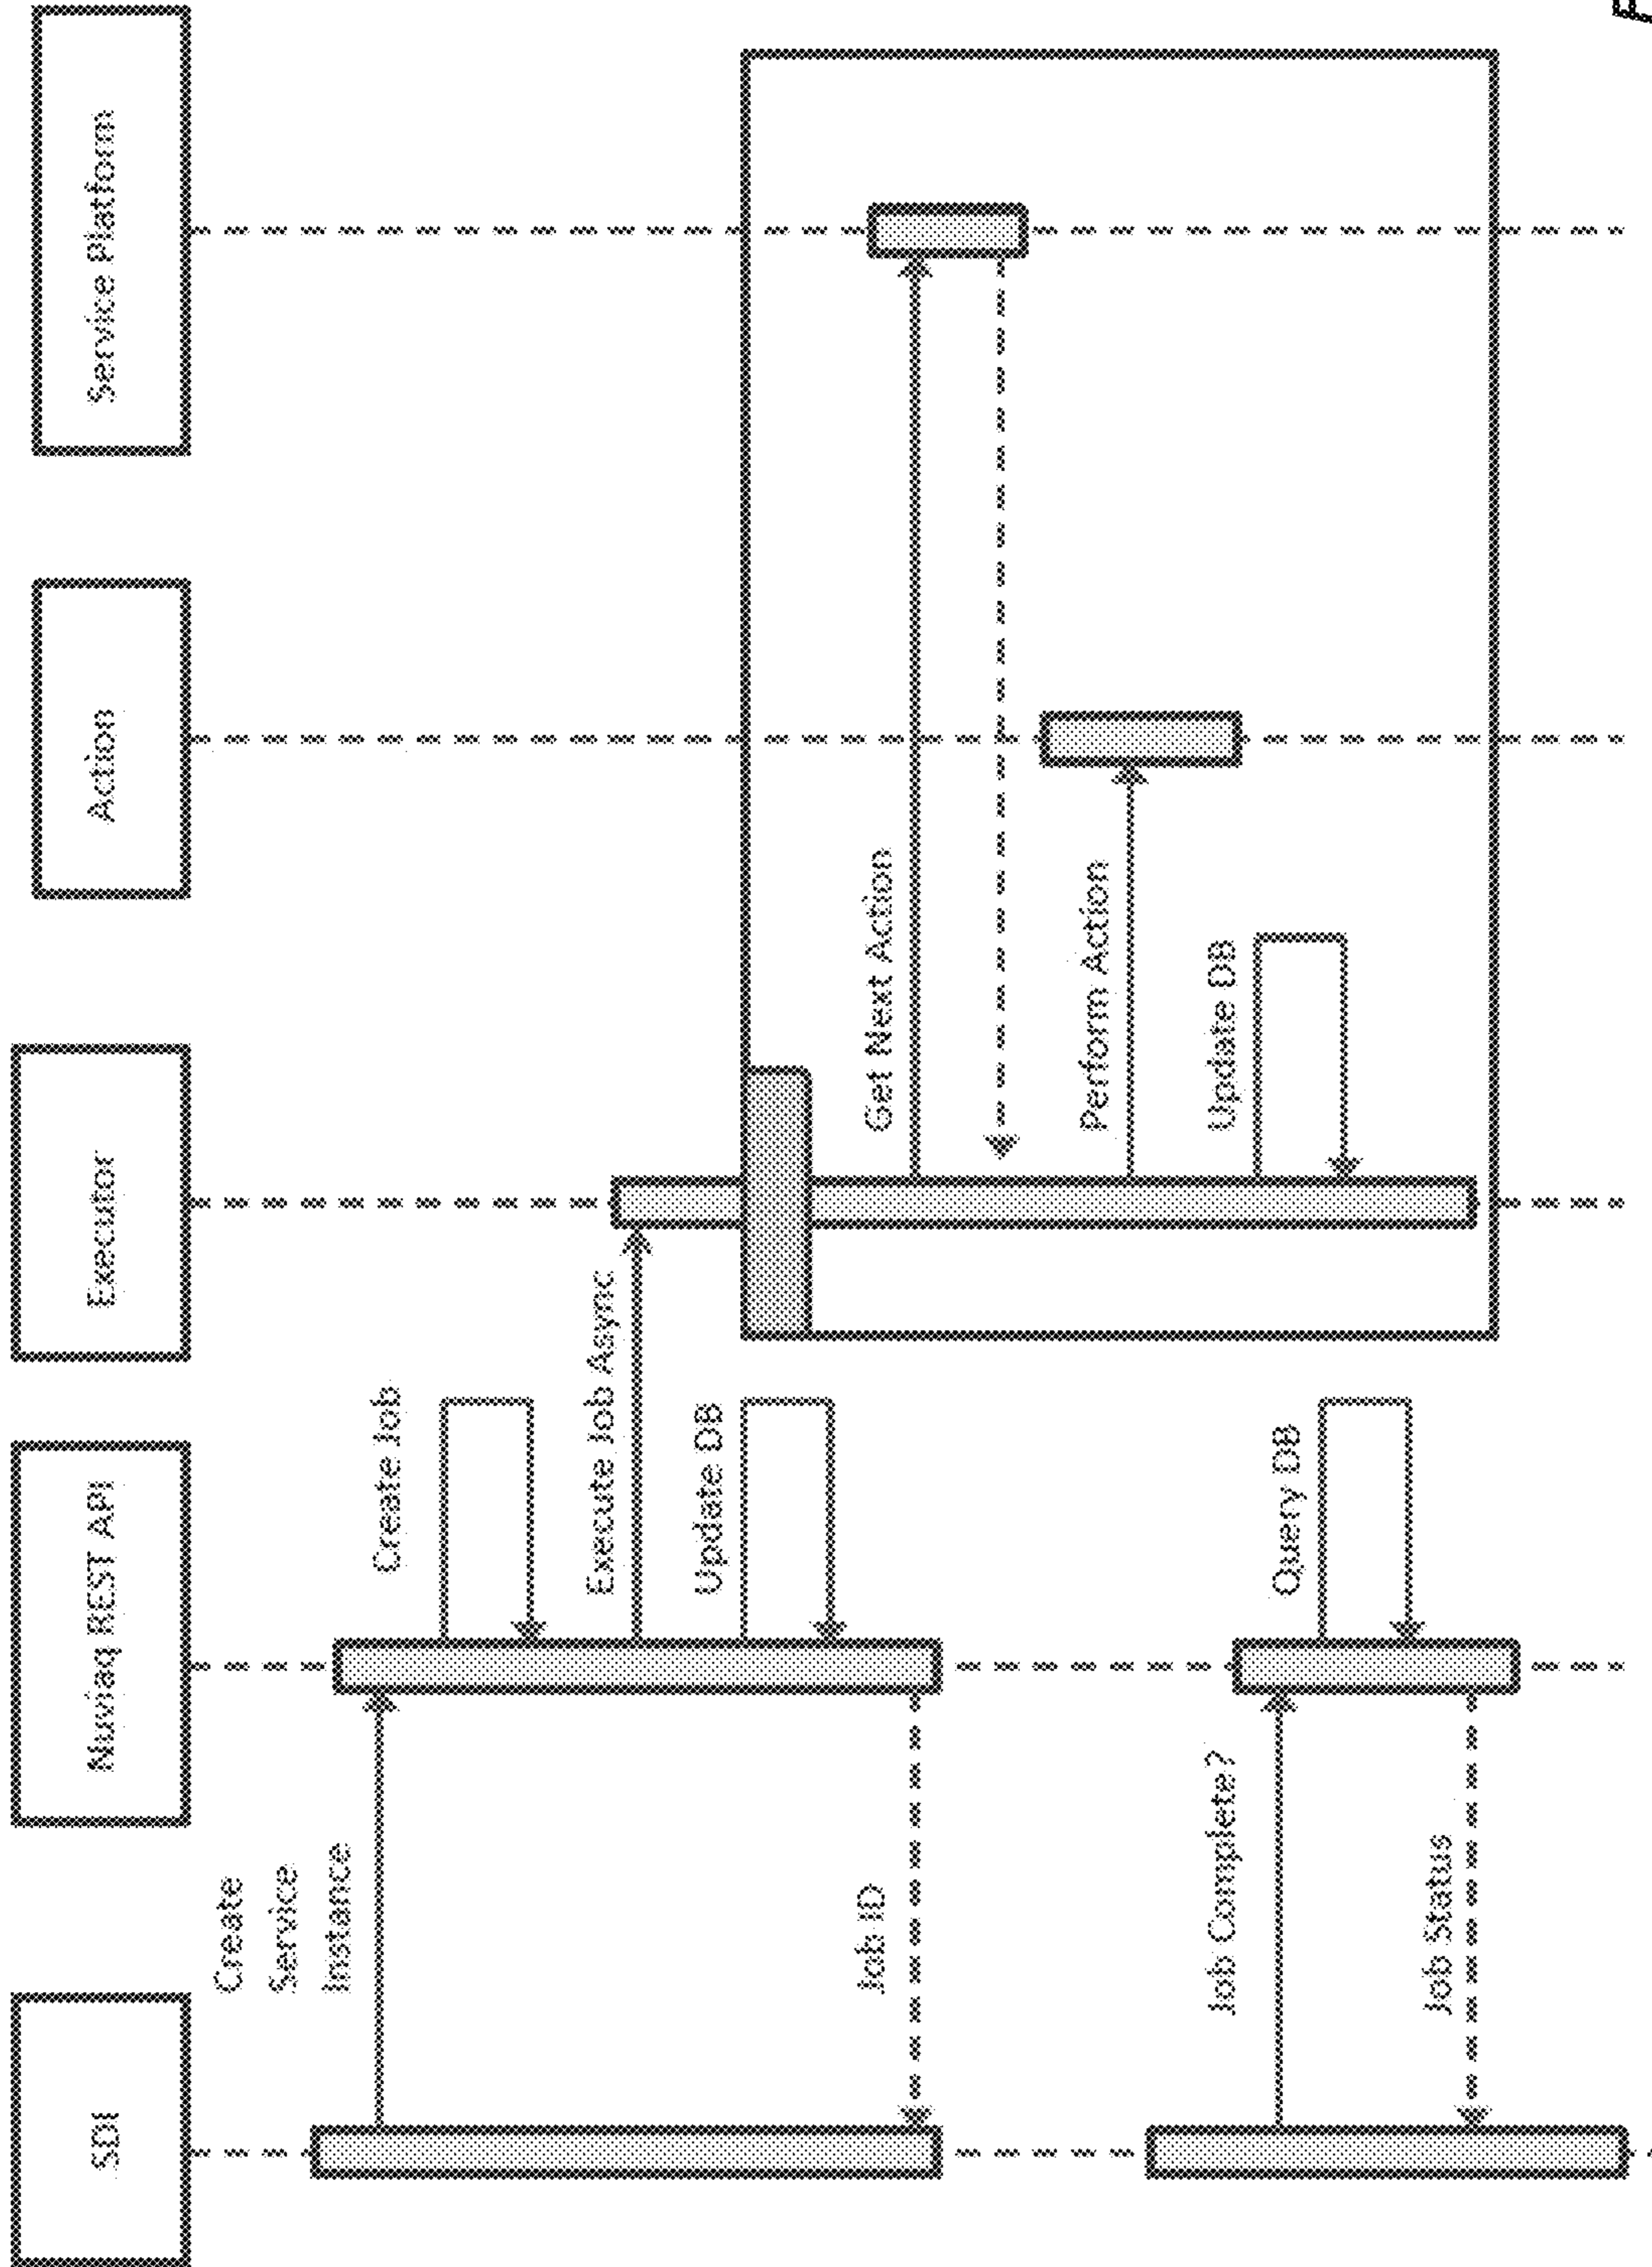 SDI
Nuviaq REST API
Executor
Action
Service Platform
Create
Service
Instance
Create Job
Execute Job Async
Update DB
Job ID
Get Next Action
Perform Action
Update DB
Job Complete?
Query DB
Job Status